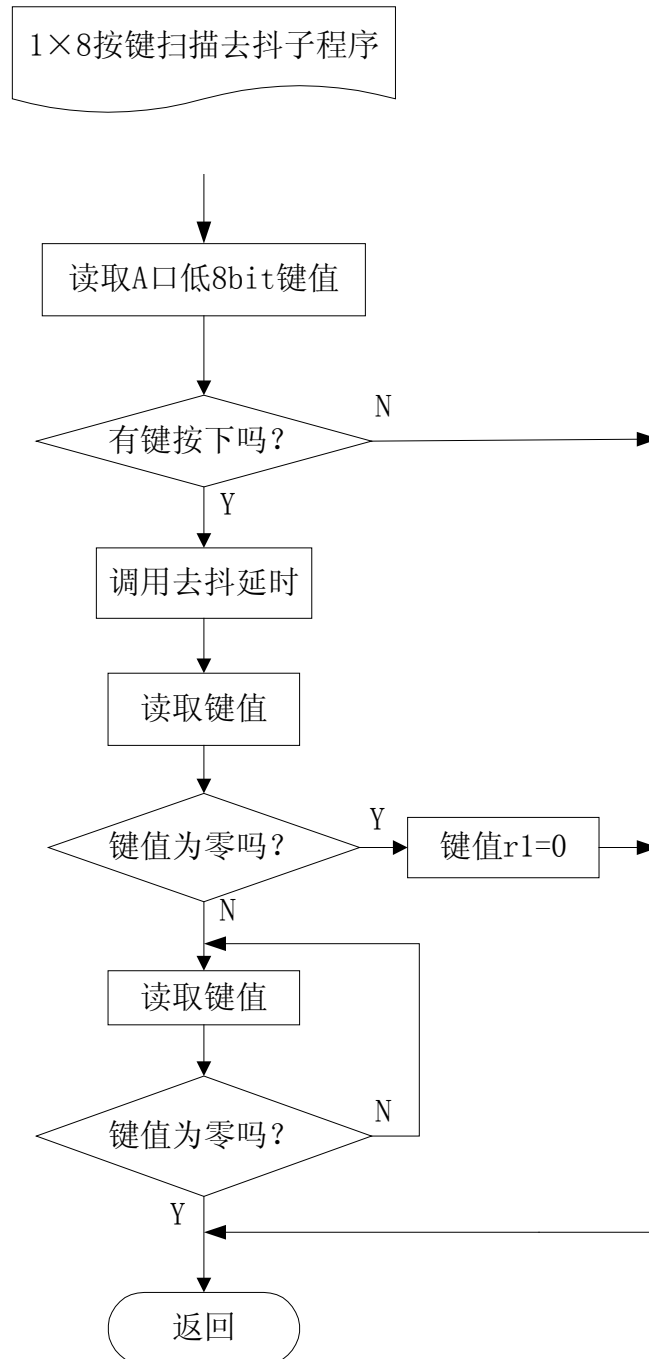 1×8按键扫描去抖子程序
读取A口低8bit键值
有键按下吗?
N
Y
调用去抖延时
读取键值
键值为零吗?
Y
键值r1=0
N
读取键值
键值为零吗?
N
Y
返回